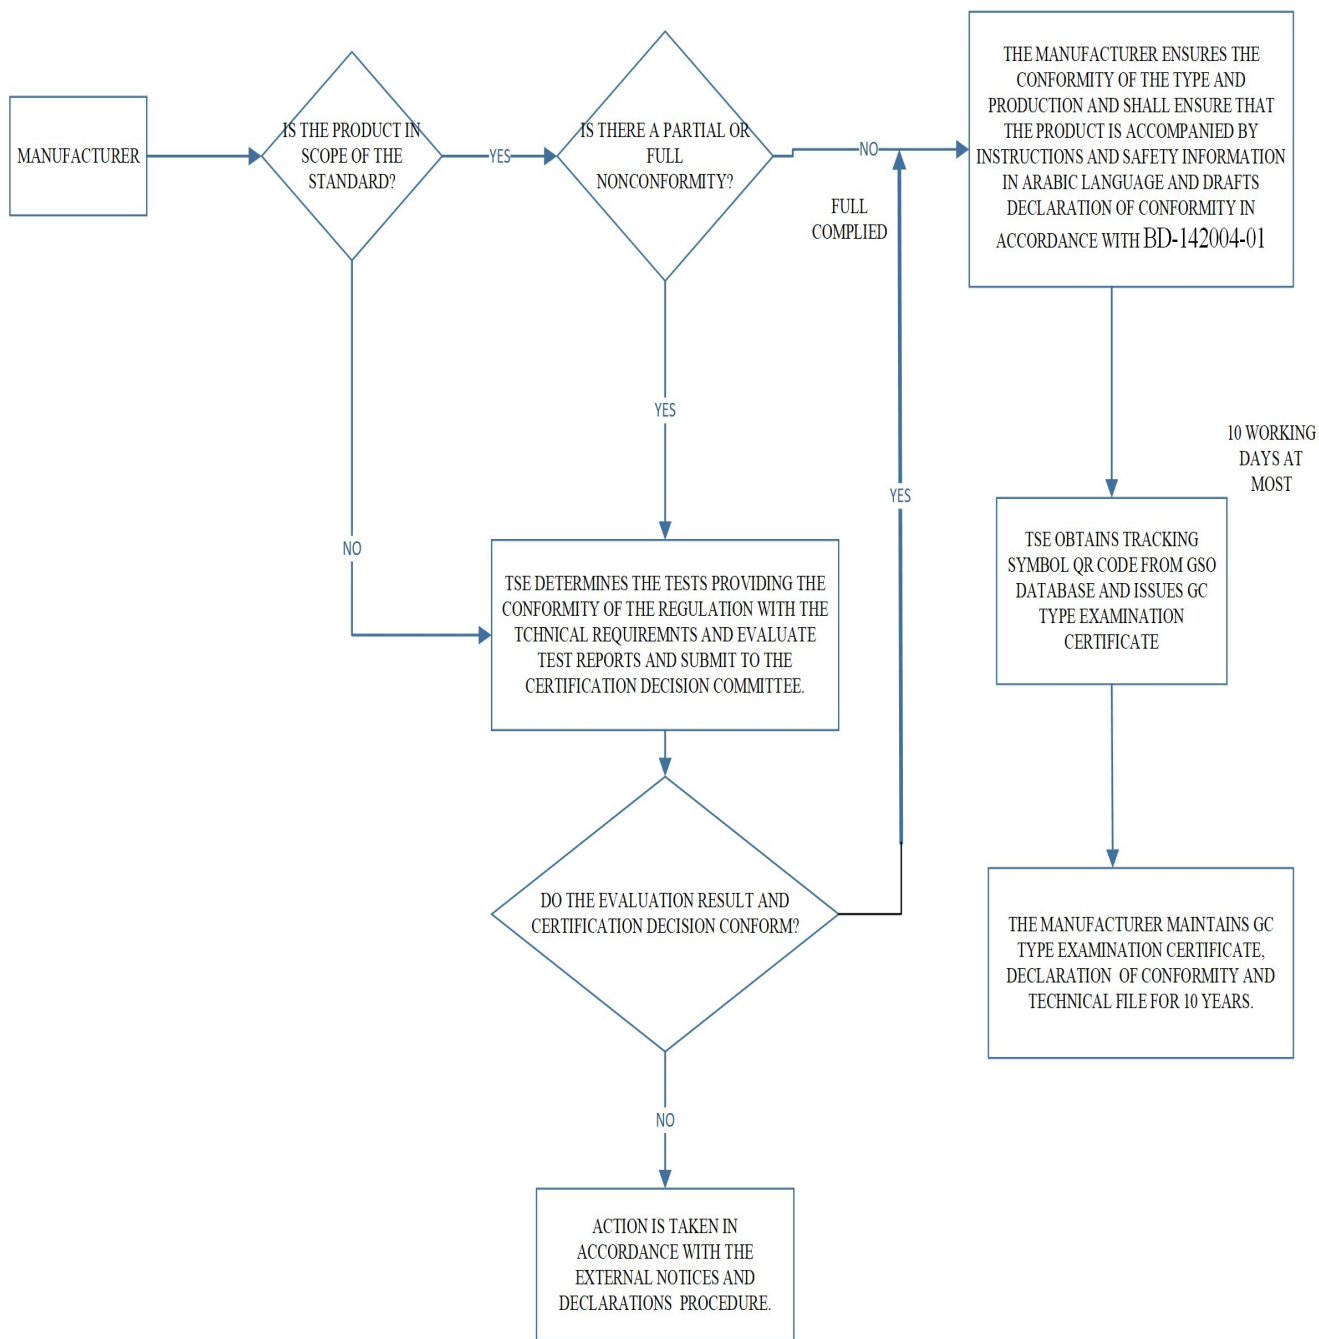 MANUFACTURER
IS THE PRODUCT IN
SCOPE OF THE
STANDARD?
YES
IS THERE A PARTIAL OR
FULL
NONCONFORMITY?
NO
FULL
COMPLIED
THE MANUFACTURER ENSURES THE
CONFORMITY OF THE TYPE AND
PRODUCTION AND SHALL ENSURE THAT
THE PRODUCT IS ACCOMPANIED BY
INSTRUCTIONS AND SAFETY INFORMATION
IN ARABIC LANGUAGE AND DRAFTS
DECLARATION OF CONFORMITY IN
ACCORDANCE WITH BD-142004-01
YES
10 WORKING
DAYS AT
MOST
YES
NO
TSE DETERMINES THE TESTS PROVIDING THE
CONFORMITY OF THE REGULATION WITH THE
TCHNICAL REQUIREMNTS AND EVALUATE
TEST REPORTS AND SUBMIT TO THE
CERTIFICATION DECISION COMMITTEE.
TSE OBTAINS TRACKING
SYMBOL QR CODE FROM GSO
DATABASE AND ISSUES GC
TYPE EXAMINATION
CERTIFICATE
DO THE EVALUATION RESULT AND
CERTIFICATION DECISION CONFORM?
THE MANUFACTURER MAINTAINS GC
TYPE EXAMINATION CERTIFICATE,
DECLARATION OF CONFORMITY AND
TECHNICAL FILE FOR 10 YEARS.
NO
ACTION IS TAKEN IN
ACCORDANCE WITH THE
EXTERNAL NOTICES AND
DECLARATIONS PROCEDURE.